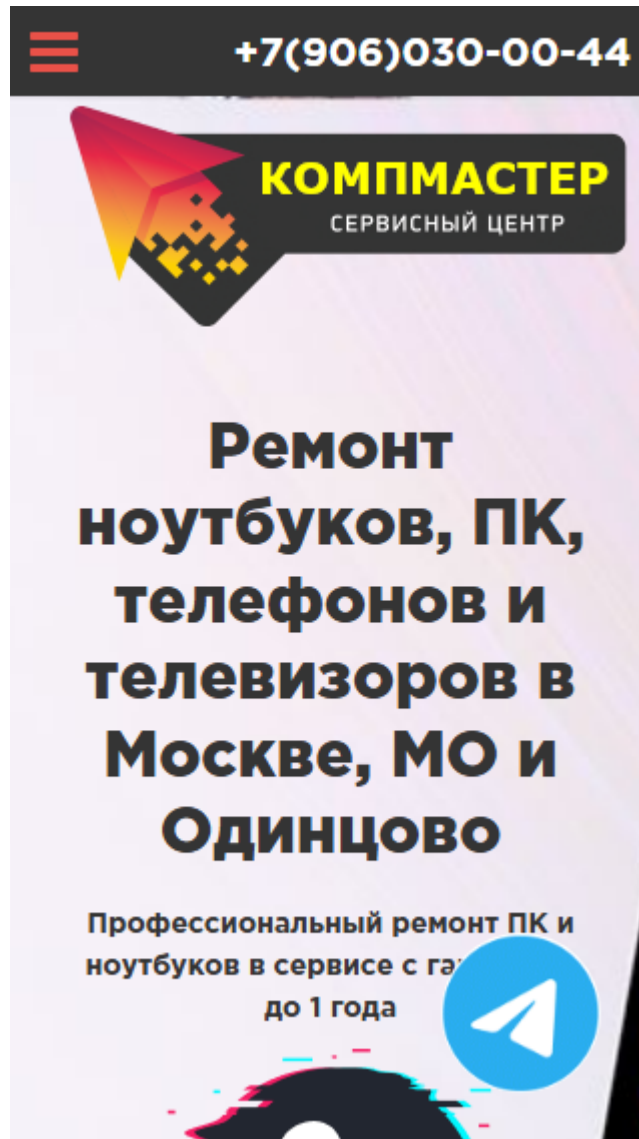 +7(906)030-00-44
КОМПМАСТЕР
СЕРВИСНЫЙ ЦЕНТР
Ремонт
ноутбуков, ПК,
телефонов и
телевизоров в
Москве, МО и
Одинцово
Профессиональный ремонт ПК и
ноутбуков в сервисе с
до 1 года